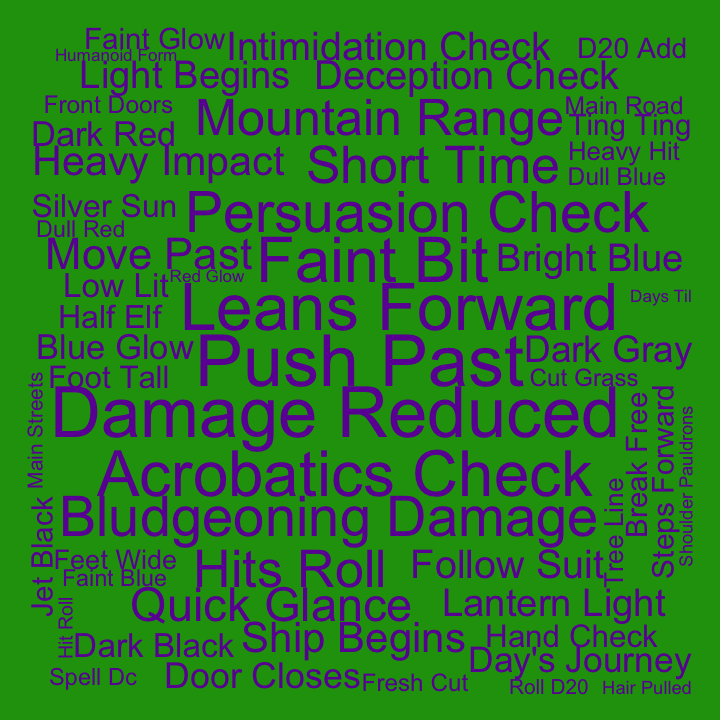 Faint Glow
Intimidation Check
D20 Add
Humanoid Form
Light Begins
Deception Check
Front Doors
Mountain Range
Main Road
Dark Red
Ting Ting
Heavy Impact
Short Time
Heavy Hit
Dull Blue
Silver Sun
Persuasion Check
Dull Red
Move Past
Faint Bit
Bright Blue
Red Glow
Low Lit
Leans Forward
Days Til
Half Elf
Blue Glow
Push Past
Dark Gray
Foot Tall
Cut Grass
Main Streets
Damage Reduced
Break Free
Steps Forward
Shoulder Pauldrons
Acrobatics Check
Bludgeoning Damage
Tree Line
Jet Black
Feet Wide
Hits Roll
Follow Suit
Faint Blue
Quick Glance
Lantern Light
Hit Roll
Dark Black
Ship Begins
Hand Check
Day's Journey
Spell Dc
Door Closes
Fresh Cut
Roll D20
Hair Pulled